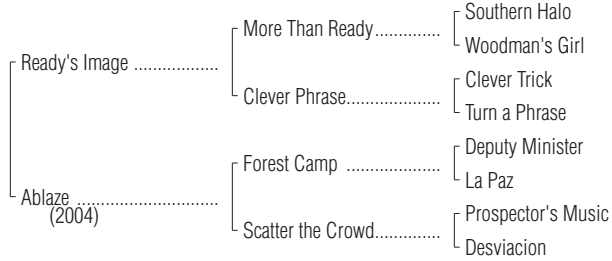 Southern Halo
More Than Ready..............
Woodman's Girl
Ready's Image ..................
Clever Trick
Clever Phrase....................
Turn a Phrase
Deputy Minister
Forest Camp ....................
La Paz
Ablaze ..............................
(2004)
Prospector's Music
Scatter the Crowd..............
Desviacion